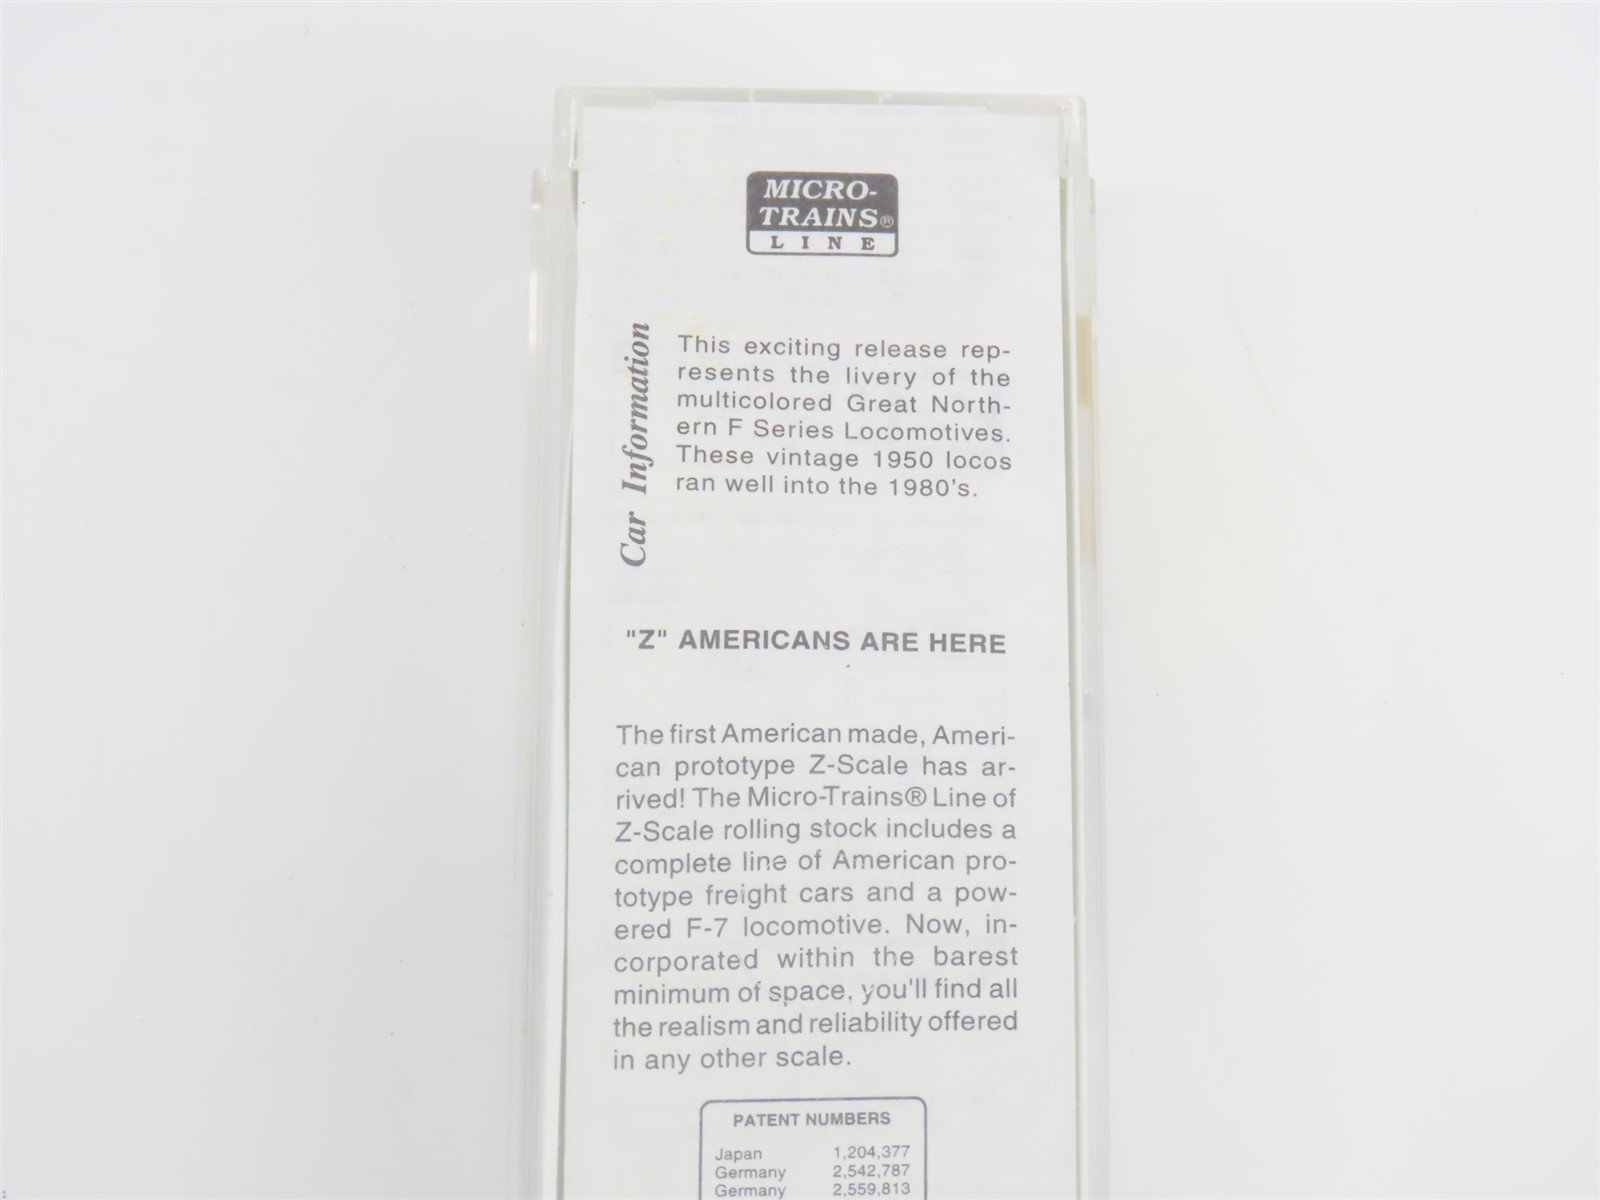 MICRO-
TRAINS®
LINE
Car Information
This exciting release rep-
resents the livery of the
multicolored Great North-
ern F Series Locomotives.
These vintage 1950 locos
ran well into the 1980's.
"Z" AMERICANS ARE HERE
The first American made, Ameri-
can prototype Z-Scale has ar-
rived! The Micro-Trains® Line of
Z-Scale rolling stock includes a
complete line of American pro-
totype freight cars and a pow-
ered F-7 locomotive. Now, in-
corporated within the barest
minimum of space, you'll find all
the realism and reliability offered
in any other scale.
PATENT NUMBERS
Japan 1,204,377
Germany 2,542,787
Germany 2,559,813